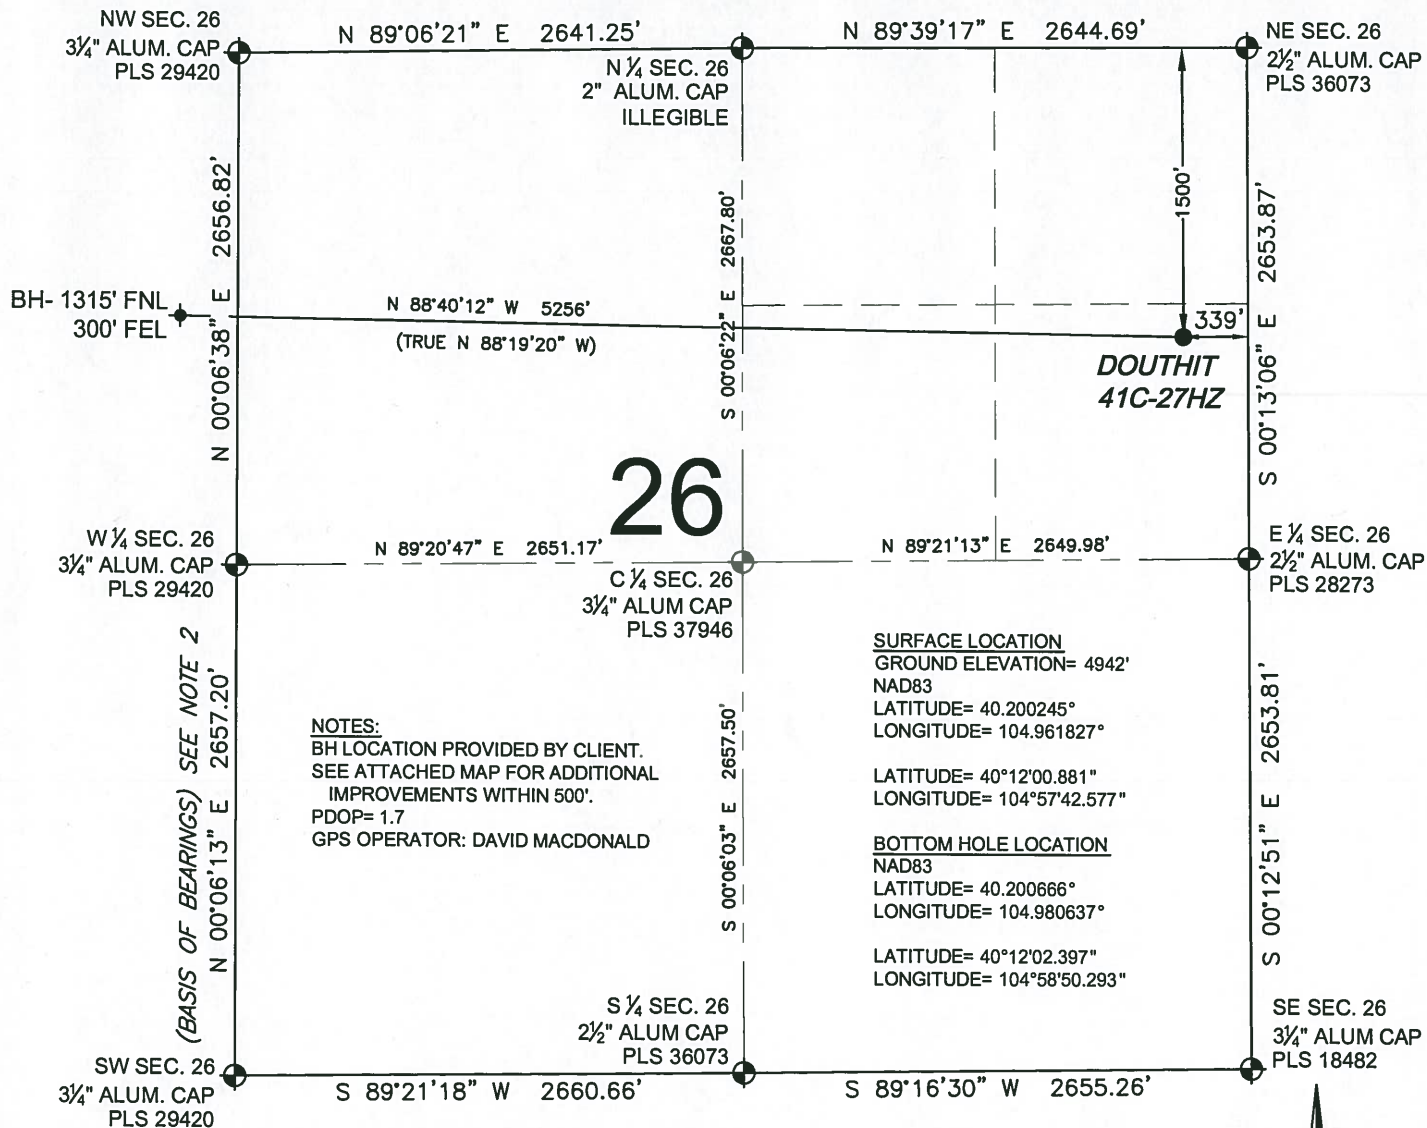 NW SEC. 26
3¼" ALUM. CAP
PLS 29420
N 89°06'21" E 2641.25'
N ¼ SEC. 26
2" ALUM. CAP
ILLEGIBLE
N 89°39'17" E 2644.69'
NE SEC. 26
2½" ALUM. CAP
PLS 36073
N 00°06'38" E 2656.82'
S 00°06'22" E 2667.80'
1500'
S 00°13'06" E 2653.87'
BH- 1315' FNL
300' FEL
N 88°40'12" W 5256'
(TRUE N 88°19'20" W)
339'
DOUTHIT
41C-27HZ
26
W ¼ SEC. 26
3¼" ALUM. CAP
PLS 29420
N 89°20'47" E 2651.17'
C ¼ SEC. 26
3¼" ALUM CAP
PLS 37946
N 89°21'13" E 2649.98'
E ¼ SEC. 26
2½" ALUM. CAP
PLS 28273
(BASIS OF BEARINGS) SEE NOTE 2
N 00°06'13" E 2657.20'
NOTES:
BH LOCATION PROVIDED BY CLIENT.
SEE ATTACHED MAP FOR ADDITIONAL
IMPROVEMENTS WITHIN 500'.
PDOP= 1.7
GPS OPERATOR: DAVID MACDONALD
S 00°06'03" E 2657.50'
SURFACE LOCATION
GROUND ELEVATION= 4942'
NAD83
LATITUDE= 40.200245°
LONGITUDE= 104.961827°
LATITUDE= 40°12'00.881"
LONGITUDE= 104°57'42.577"
BOTTOM HOLE LOCATION
NAD83
LATITUDE= 40.200666°
LONGITUDE= 104.980637°
LATITUDE= 40°12'02.397"
LONGITUDE= 104°58'50.293"
S 00°12'51" E 2653.81'
SW SEC. 26
3¼" ALUM. CAP
PLS 29420
S 89°21'18" W 2660.66'
S ¼ SEC. 26
2½" ALUM CAP
PLS 36073
S 89°16'30" W 2655.26'
SE SEC. 26
3¼" ALUM CAP
PLS 18482